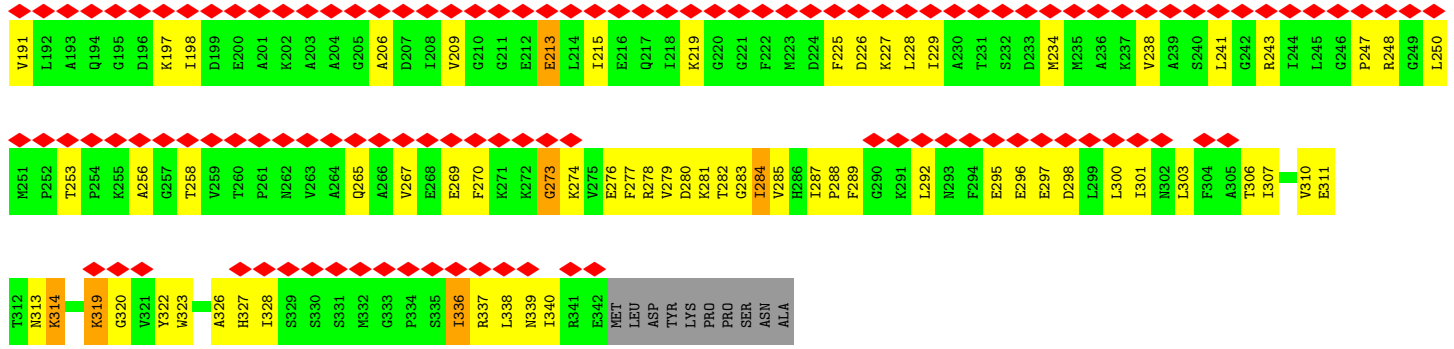 V191 L192 A193 Q194 G195 D196 K197 I198 D199 E200 A201 K202 A203 A204 G205 A206 D207 I208 V209 G210 G211 E212 E213 L214 I215 E216 Q217 I218 K219 G220 G221 F222 M223 D224 F225 D226 K227 L228 I229 A230 T231 S232 D233 M234 M235 A236 K237 V238 A239 S240 L241 G242 R243 I244 L245 G246 P247 R248 G249 L250
M251 P252 T253 P254 K255 A256 G257 T258 V259 T260 P261 N262 V263 A264 Q265 A266 V267 E268 E269 F270 K271 K272 G273 K274 V275 E276 F277 R278 V279 D280 K281 T282 G283 I284 V285 H286 I287 P288 F289 G290 K291 L292 N293 F294 E295 E296 E297 D298 L299 L300 I301 N302 L303 F304 A305 T306 I307 V310 E311
T312 N313 K314 K319 G320 V321 Y322 W323 A326 H327 I328 S329 S330 S331 M332 G333 P334 S335 I336 R337 L338 N339 I340 R341 E342 MET LEU ASP TYR LYS PRO PRO SER ASN ALA